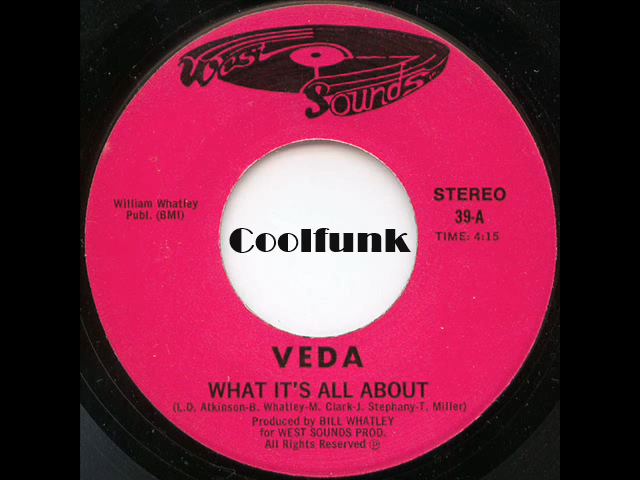 West
Sounds
William Whatley
Publ. (BMI)
STEREO
39-A
TIME: 4:15
Coolfunk
VEDA
WHAT IT'S ALL ABOUT
(L.D. Atkinson-B. Whatley-M. Clark-J. Stephany-T. Miller)
Produced by BILL WHATLEY
for WEST SOUNDS PROD.
All Rights Reserved Ⓟ